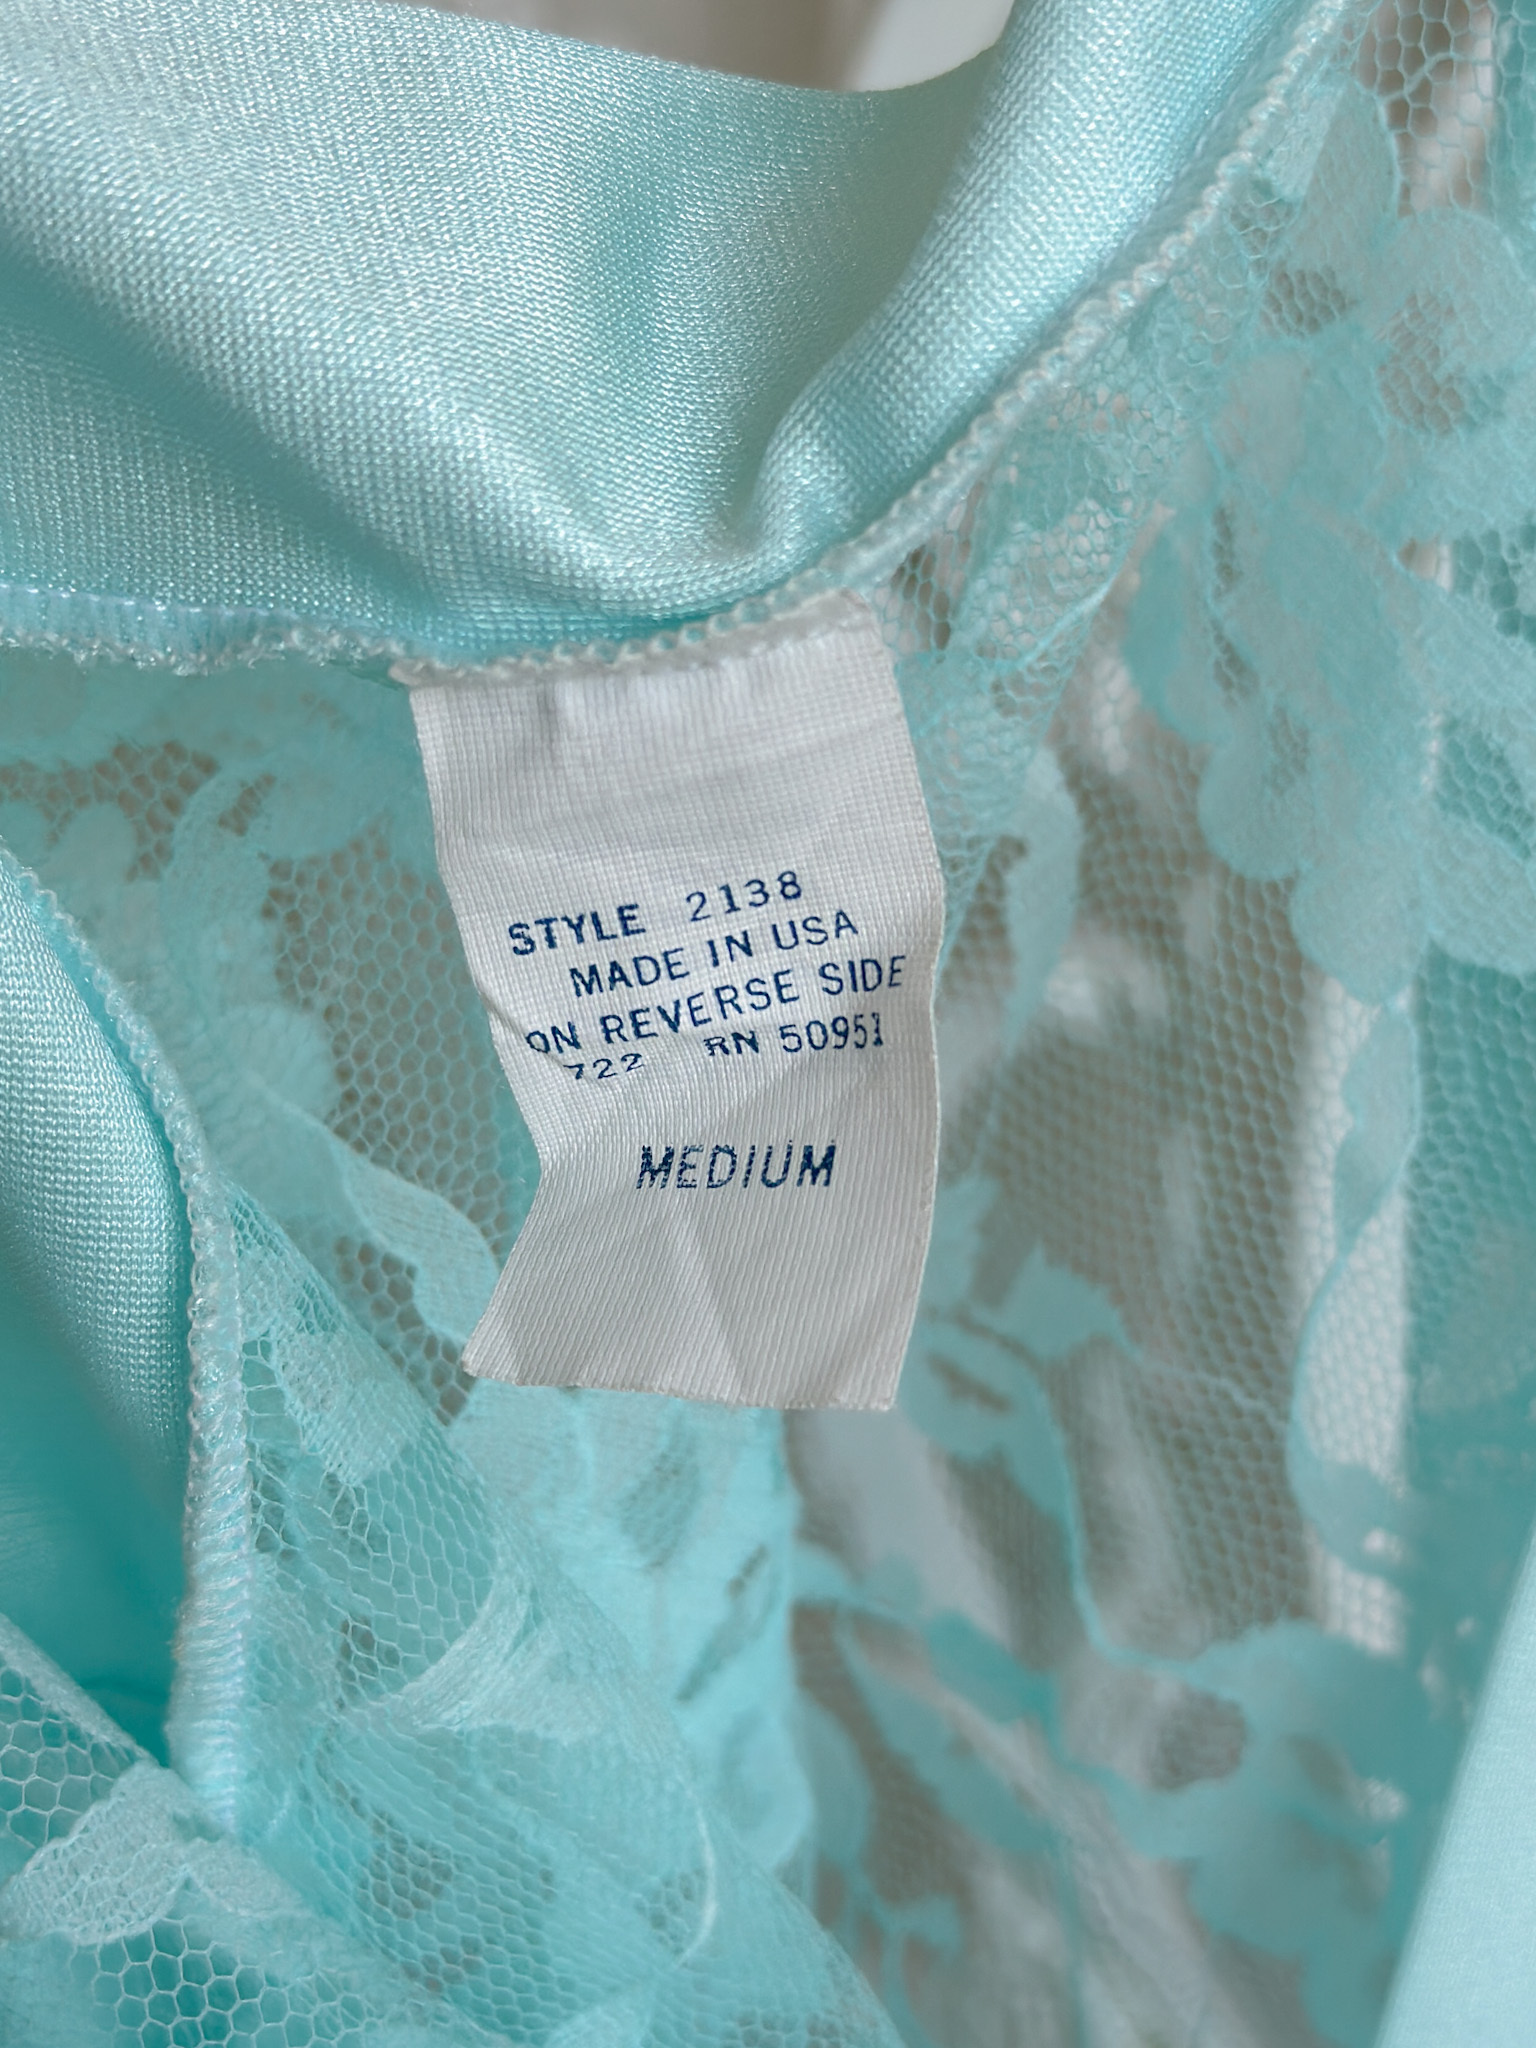 STYLE 2138
MADE IN USA
ON REVERSE SIDE
722 RN 50951
MEDIUM